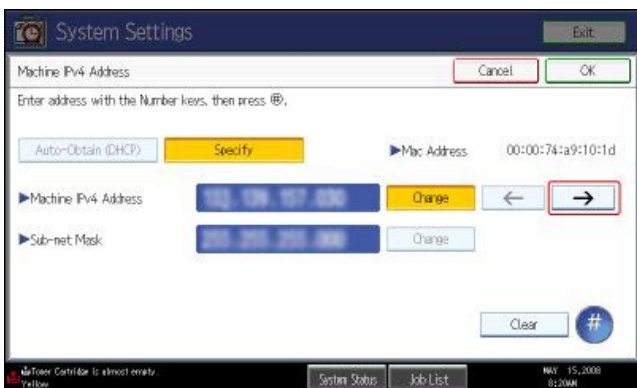 System Settings
Exit
Machine IPv4 Address
Cancel
OK
Enter address with the Number keys, then press ⊕.
Auto-Obtain (DHCP)
Specify
▶Mac Address
00:00:74:a9:10:1d
▶Machine IPv4 Address
Change
←
→
▶Sub-net Mask
Change
Clear
#
Toner Cartridge is almost empty.
Yellow
System Status
Job List
MAY 15,2008
8:20AM